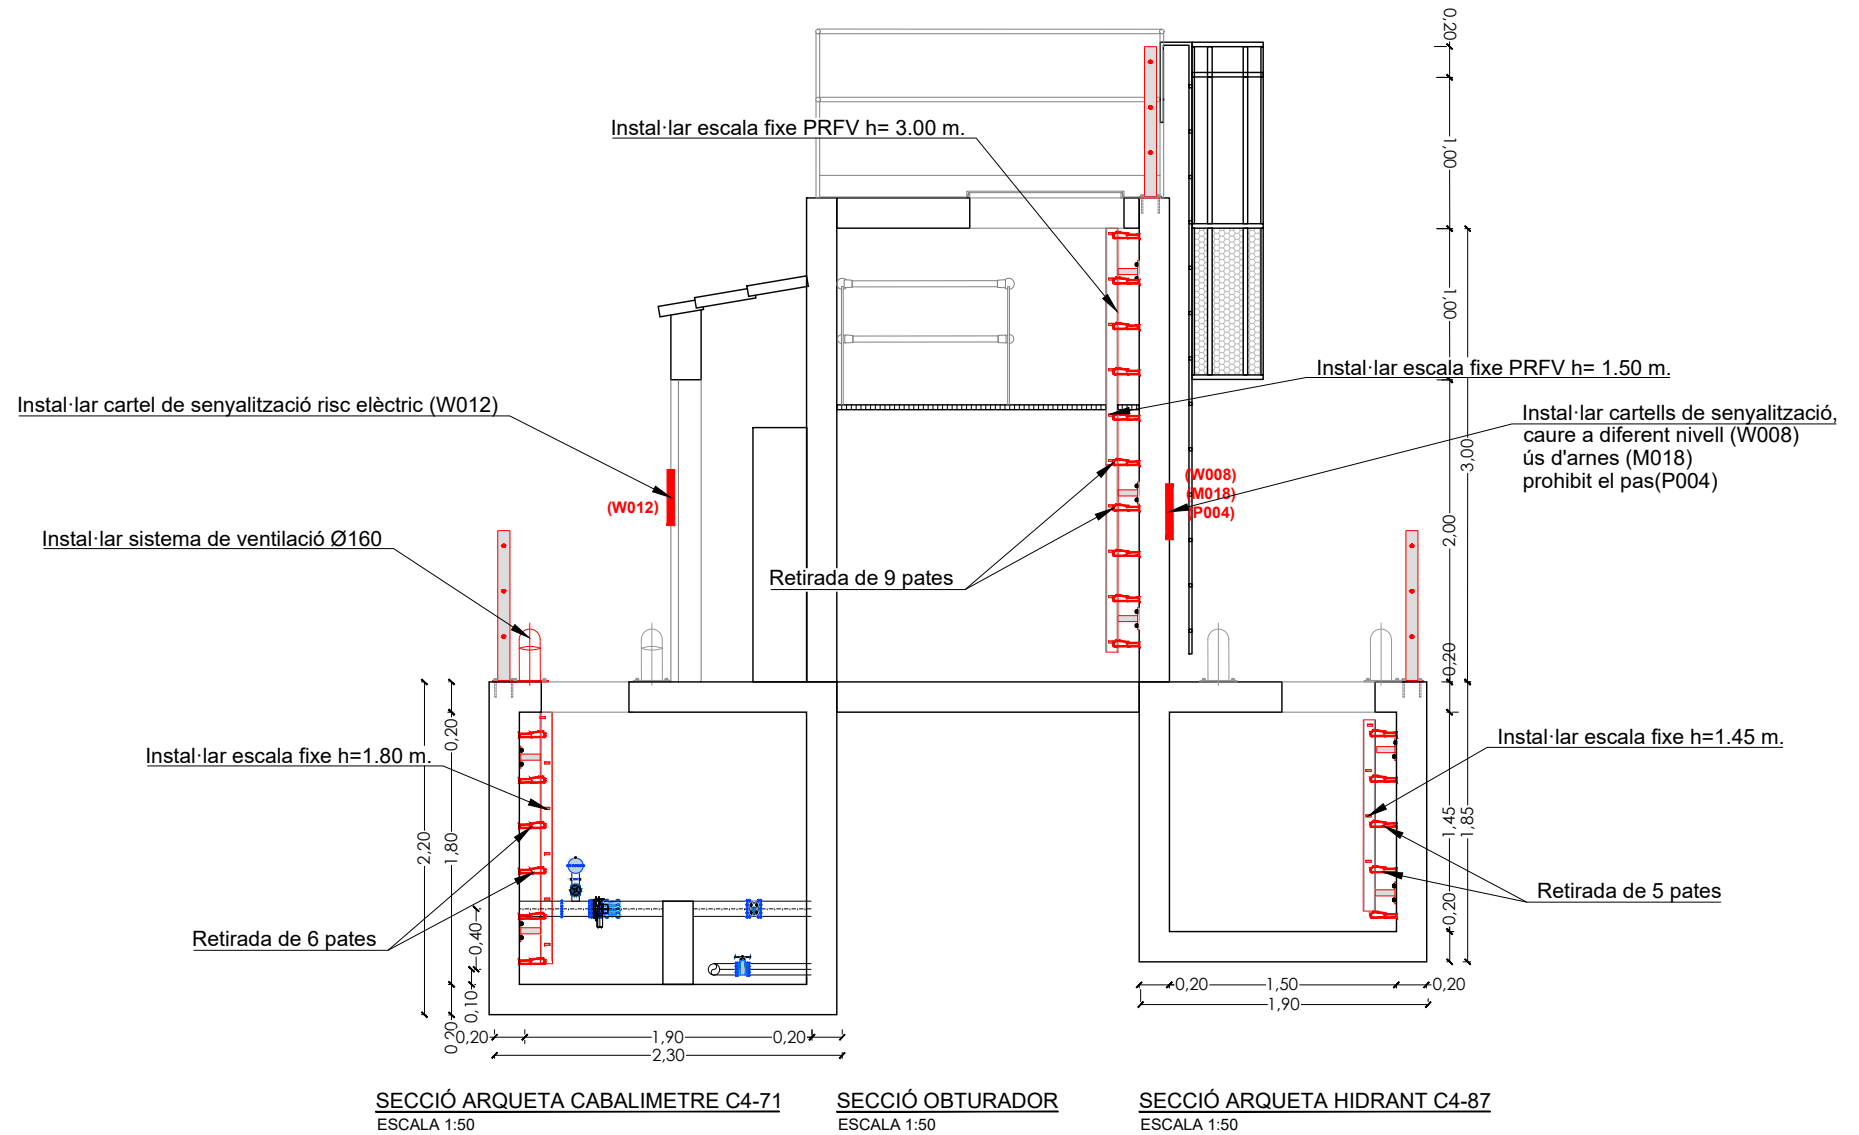 0,20
Instal·lar escala fixe PRFV h= 3.00 m.
1,00
1,00
Instal·lar escala fixe PRFV h= 1.50 m.
Instal·lar cartel de senyalització risc elèctric (W012)
Instal·lar cartells de senyalització,
caure a diferent nivell (W008)
ús d'arnes (M018)
prohibit el pas(P004)
3,00
(W008)
(M018)
(P004)
(W012)
2,00
Instal·lar sistema de ventilació Ø160
Retirada de 9 pates
0,20
0,20
Instal·lar escala fixe h=1.80 m.
Instal·lar escala fixe h=1.45 m.
2,20
1,80
1,45
1,85
Retirada de 5 pates
0,20
Retirada de 6 pates
0,40
0,10
0,20
0,20
1,90
0,20
2,30
0,20
1,50
0,20
1,90
SECCIÓ ARQUETA CABALIMETRE C4-71
ESCALA 1:50
SECCIÓ OBTURADOR
ESCALA 1:50
SECCIÓ ARQUETA HIDRANT C4-87
ESCALA 1:50